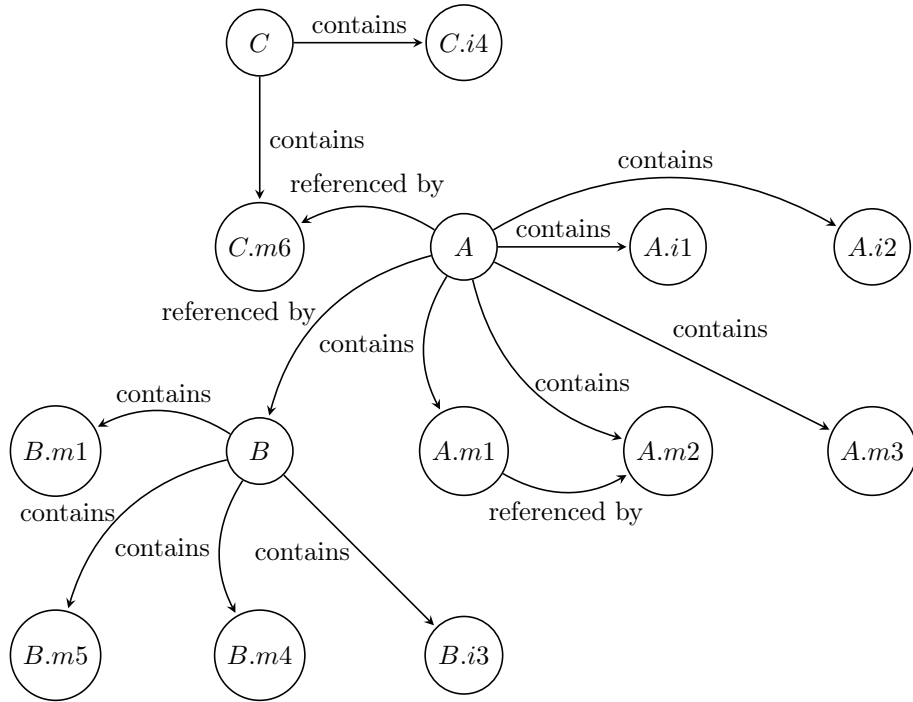 C
contains
C.i4
contains
referenced by
contains
C.m6
A
contains
A.i1
A.i2
referenced by
contains
contains
contains
contains
B.m1
B
A.m1
A.m2
A.m3
contains
contains
contains
referenced by
B.m5
B.m4
B.i3